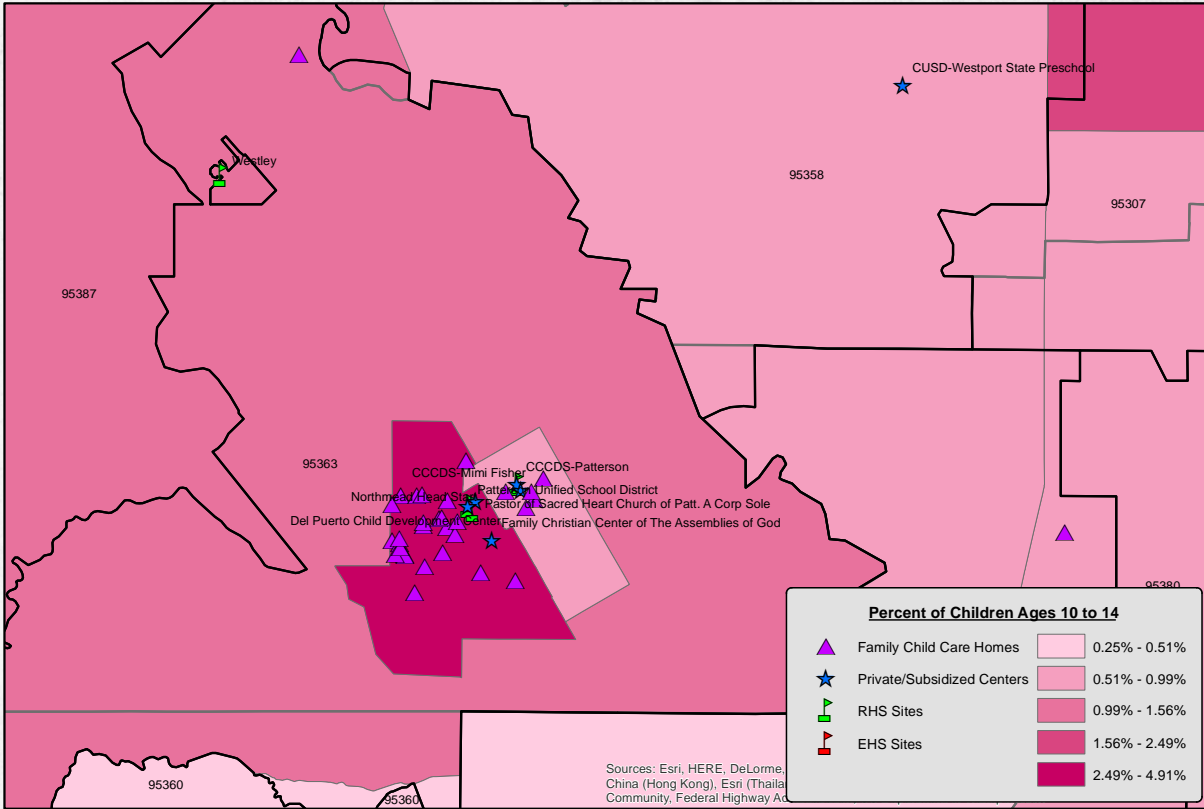 CUSD-Westport State Preschool
Westley
95358
95307
95387
95363
CCCDS-Patterson
CCCDS-Mimi Fisher
Patterson Unified School District
Northmead Head Start
Pastor of Sacred Heart Church of Patt. A Corp Sole
Del Puerto Child Development Center
Family Christian Center of The Assemblies of God
95380
Percent of Children Ages 10 to 14
Family Child Care Homes
0.25% - 0.51%
Private/Subsidized Centers
0.51% - 0.99%
RHS Sites
0.99% - 1.56%
EHS Sites
1.56% - 2.49%
2.49% - 4.91%
Sources: Esri, HERE, DeLorme,
China (Hong Kong), Esri (Thaila
Community, Federal Highway Ad
95360
95360